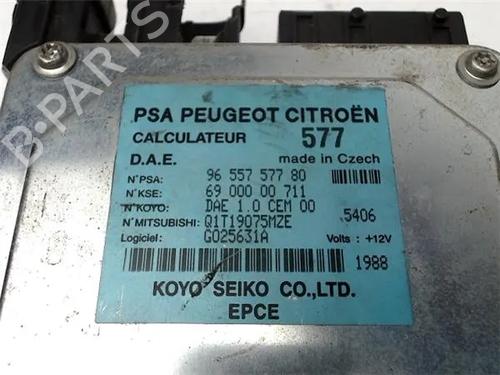 B-PARTS
PSA PEUGEOT CITROËN
CALCULATEUR 577
D.A.E. made in Czech
N°PSA: 96 557 577 80
N°KSE: 69 000 00 711
N°KOYO: DAE 1.0 CEM 00
N°MITSUBISHI: Q1T19075MZE .5406
Logiciel: G025631A Volts : +12V
1988
KOYO SEIKO CO.,LTD.
EPCE